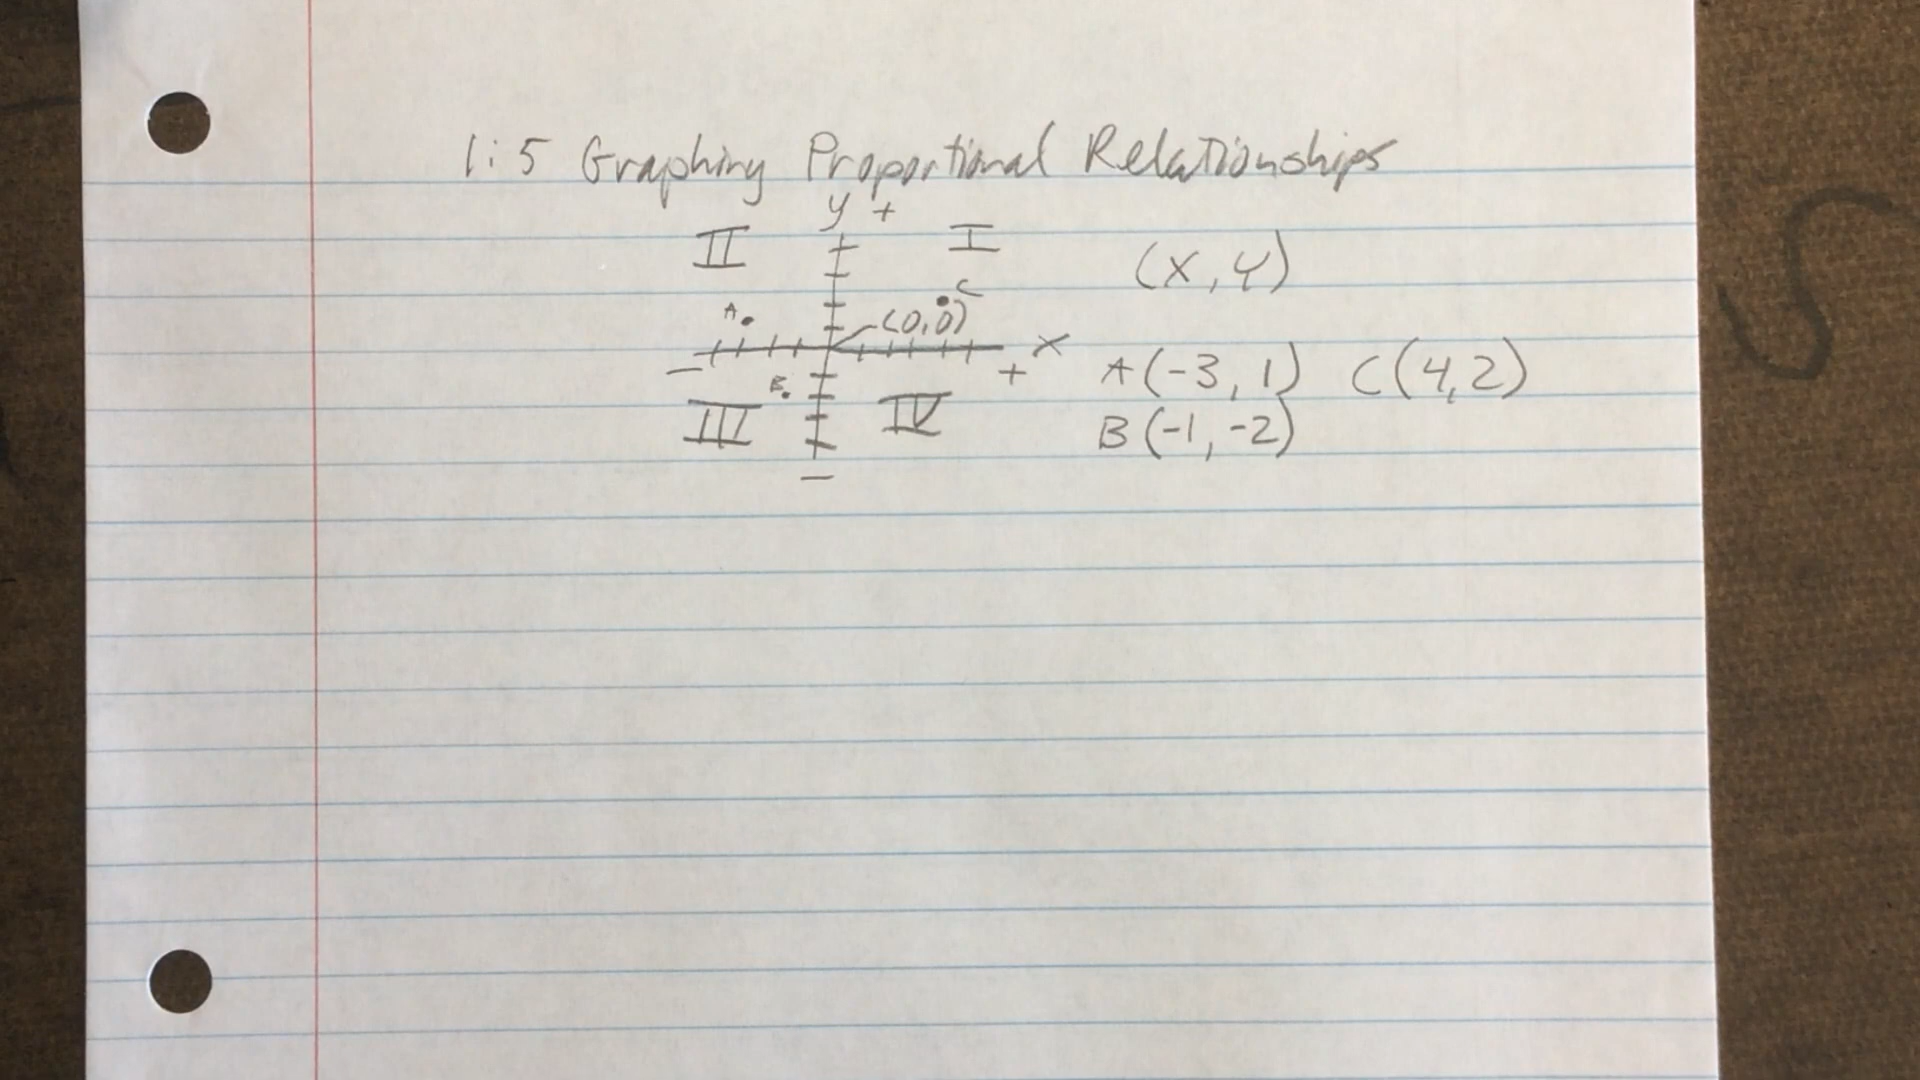 1:5 Graphing Proportional Relationships
y +
II I (X, Y)
C
A (0,0)
x
- + A(-3, 1) C(4,2)
B
III IV B(-1, -2)
-